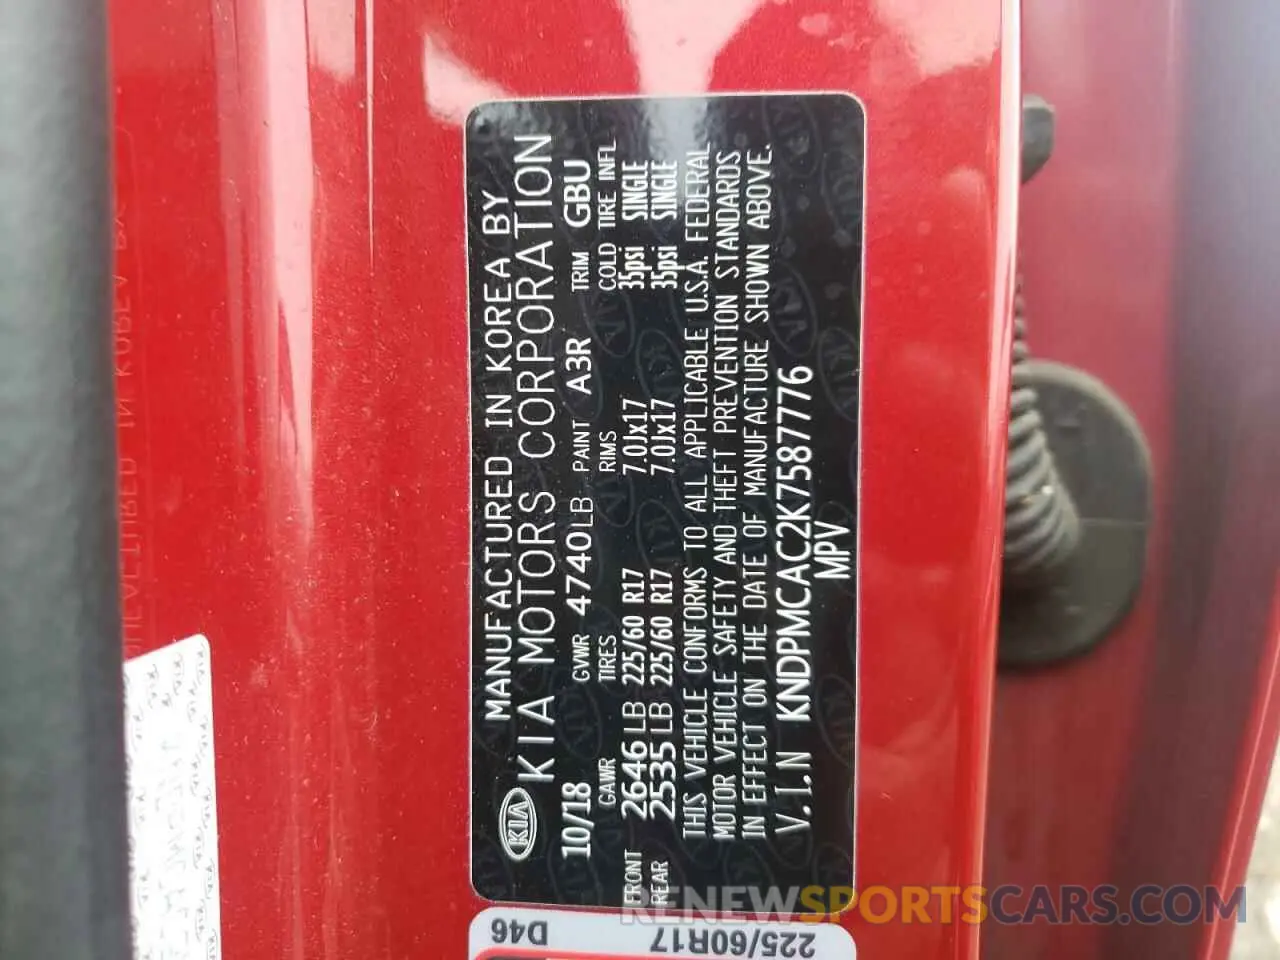 MANUFACTURED IN KOREA BY
KIA KIA MOTORS CORPORATION
10/18 GVWR 4740LB PAINT A3R TRIM GBU
GAWR TIRES RIMS COLD TIRE INFL
FRONT 2646LB 225/60 R17 7.0Jx17 35psi SINGLE
REAR 2535LB 225/60 R17 7.0Jx17 35psi SINGLE
THIS VEHICLE CONFORMS TO ALL APPLICABLE U.S.A. FEDERAL
MOTOR VEHICLE SAFETY AND THEFT PREVENTION STANDARDS
IN EFFECT ON THE DATE OF MANUFACTURE SHOWN ABOVE.
V.I.N KNDPMCAC2K7587776
MPV
D46
225/60R17
RENEWSPORTSCARS.COM